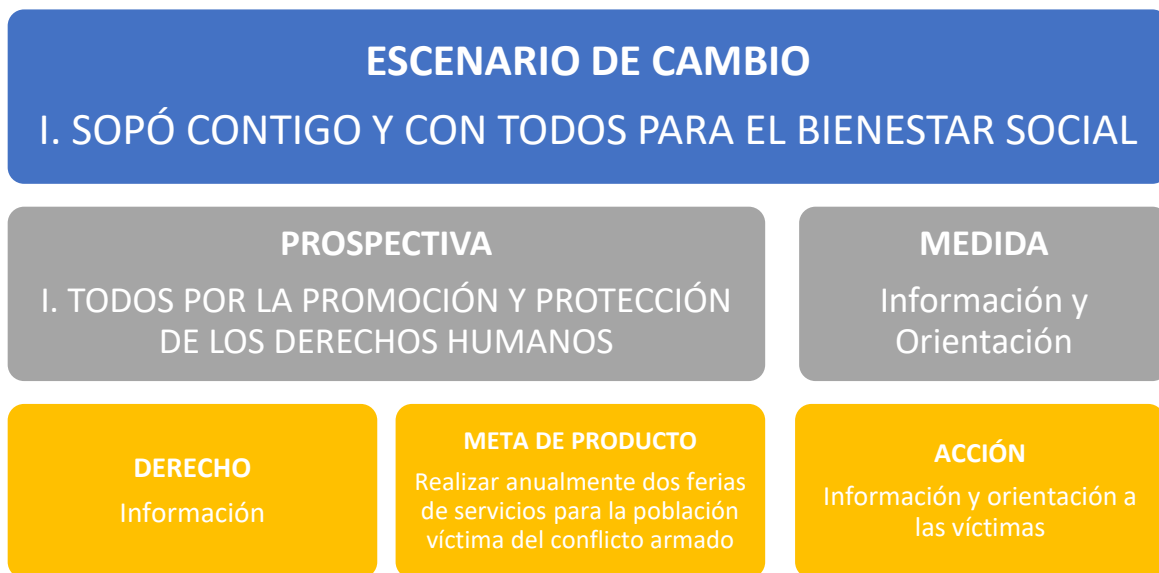 ESCENARIO DE CAMBIO
I. SOPÓ CONTIGO Y CON TODOS PARA EL BIENESTAR SOCIAL
PROSPECTIVA
I. TODOS POR LA PROMOCIÓN Y PROTECCIÓN
DE LOS DERECHOS HUMANOS
MEDIDA
Información y
Orientación
DERECHO
Información
META DE PRODUCTO
Realizar anualmente dos ferias
de servicios para la población
víctima del conflicto armado
ACCIÓN
Información y orientación a
las víctimas